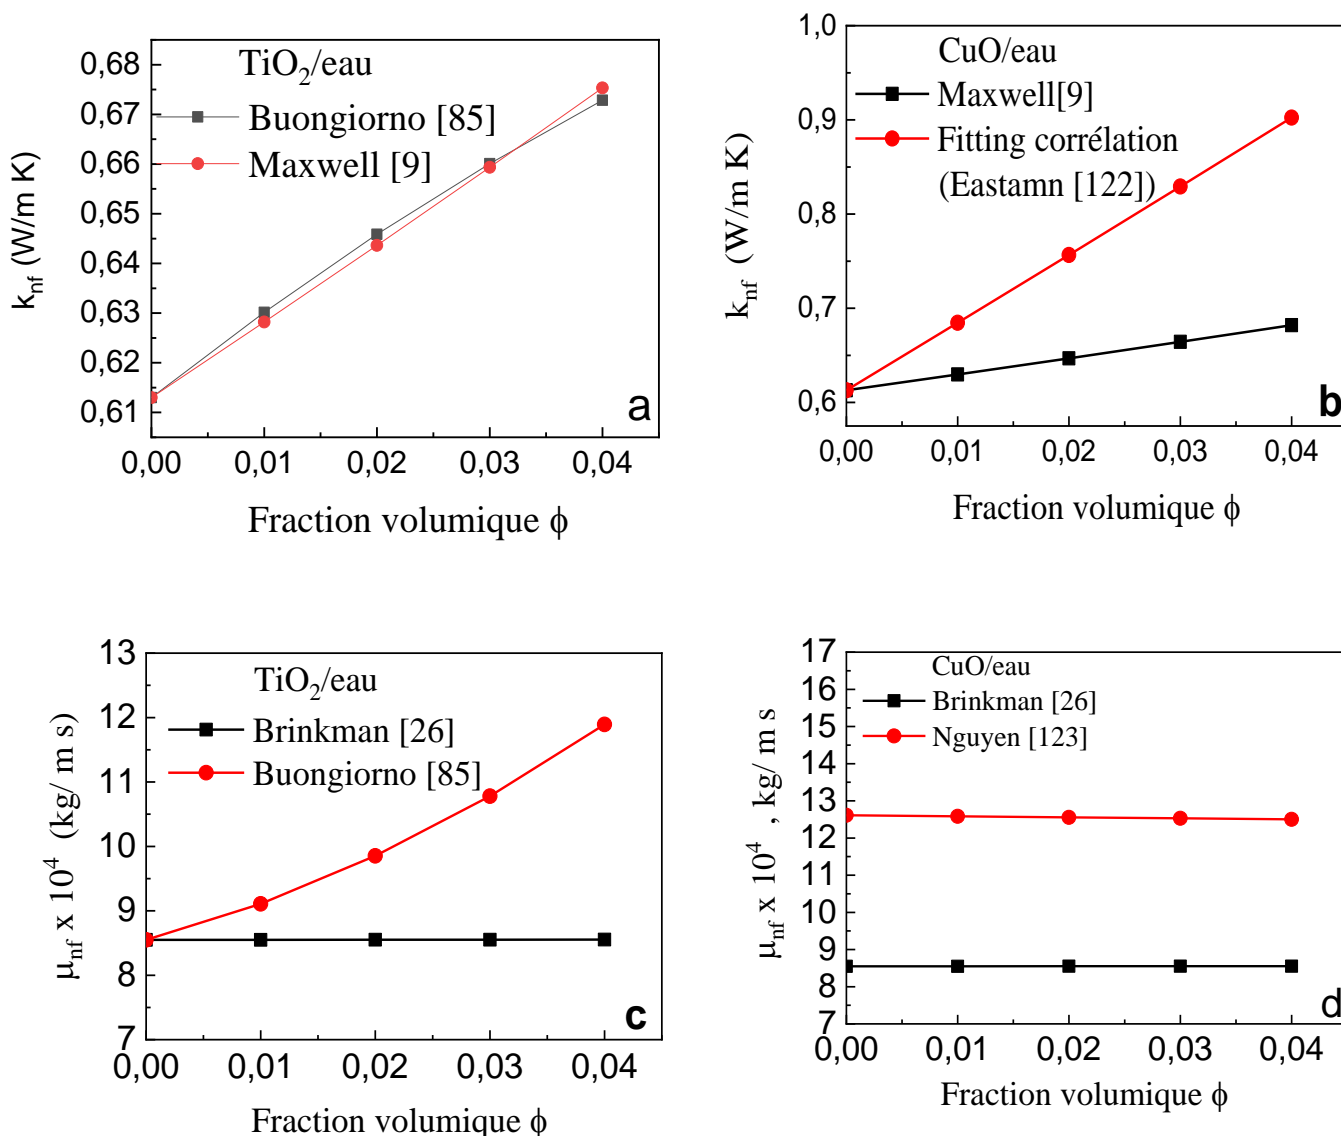 TiO2/eau
Buongiorno [85]
Maxwell [9]
0,68
0,67
0,66
0,65
0,64
0,63
0,62
0,61
knf (W/m K)
a
0,00 0,01 0,02 0,03 0,04
Fraction volumique ϕ
CuO/eau
Maxwell[9]
Fitting corrélation
(Eastamn [122])
1,0
0,9
0,8
0,7
0,6
knf (W/m K)
b
0,00 0,01 0,02 0,03 0,04
Fraction volumique ϕ
TiO2/eau
Brinkman [26]
Buongiorno [85]
13
12
11
10
9
8
7
μnf x 10^4 (kg/ m s)
c
0,00 0,01 0,02 0,03 0,04
Fraction volumique ϕ
CuO/eau
Brinkman [26]
Nguyen [123]
17
16
15
14
13
12
11
10
9
8
7
μnf x 10^4 , kg/ m s
d
0,00 0,01 0,02 0,03 0,04
Fraction volumique ϕ